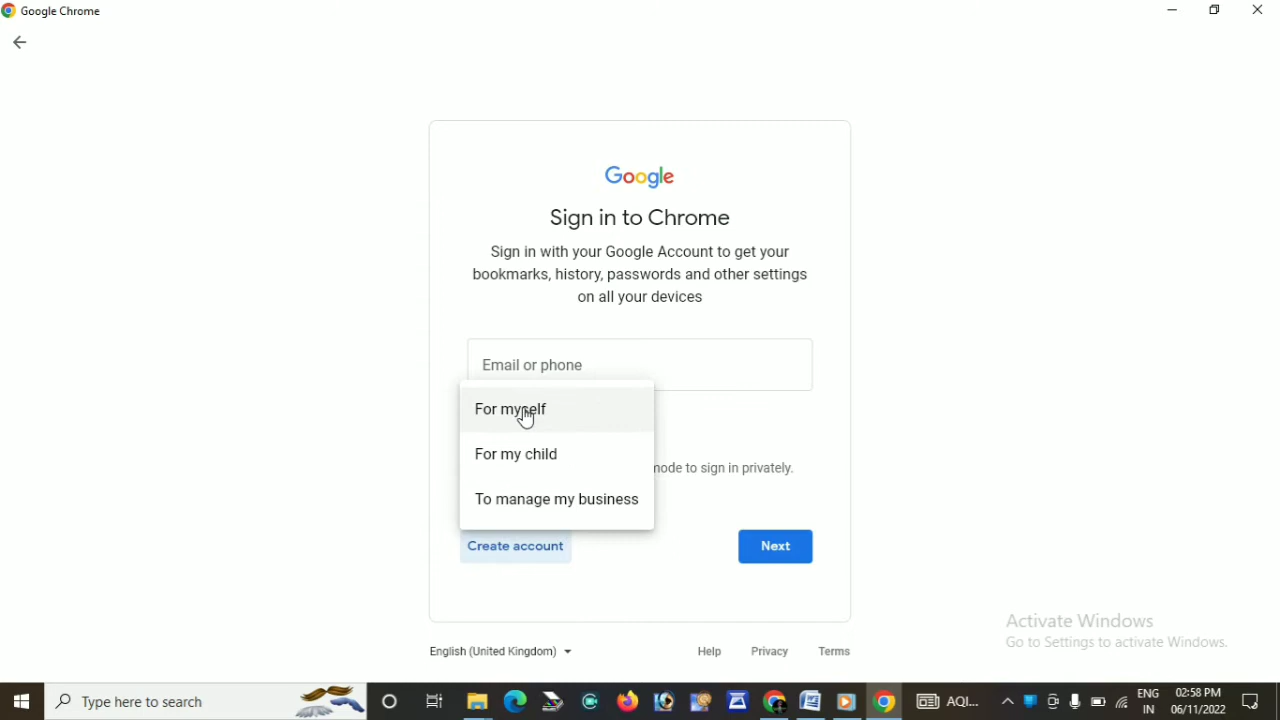 Google Chrome
Google
Sign in to Chrome
Sign in with your Google Account to get your
bookmarks, history, passwords and other settings
on all your devices
Email or phone
For myself
For my child
mode to sign in privately.
To manage my business
Create account
Next
Activate Windows
Go to Settings to activate Windows.
English (United Kingdom)
Help
Privacy
Terms
Type here to search
AQI...
ENG
IN
02:58 PM
06/11/2022